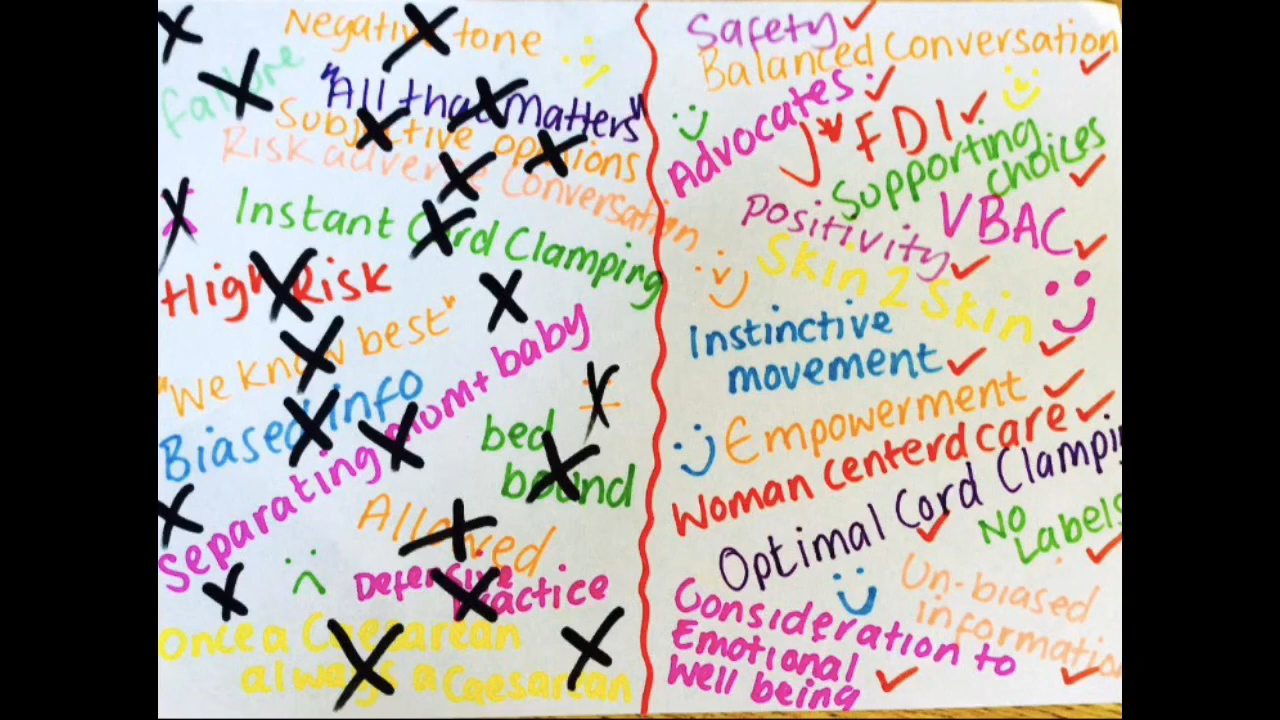 Negative tone
failure
"All that Matters"
Subjective opinions
Risk adverse Conversation
Instant Cord Clamping
High Risk
"We know best"
Biased info
Separating mom + baby
bed
bound
Allowed
Defensive
Practice
Once a Caesarean
always a Caesarean
Safety
Balanced Conversation
Advocates
FDIU
Supporting
choices
Positivity
VBAC
Skin 2 Skin
Instinctive
movement
Empowerment
Woman centerd care
Optimal Cord Clampin
No
Labels
Un-biased
informatio
Consideration to
Emotional
Well being